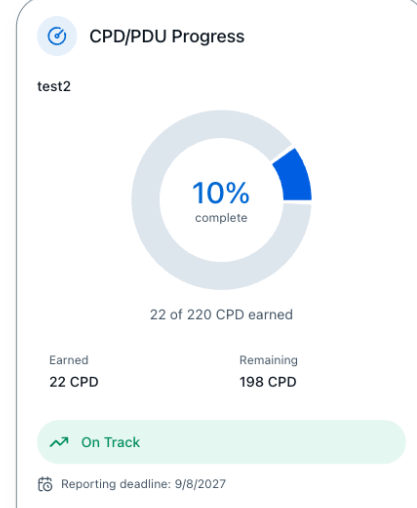 CPD/PDU Progress
test2
10%
complete
22 of 220 CPD earned
Earned Remaining
22 CPD 198 CPD
On Track
Reporting deadline: 9/8/2027